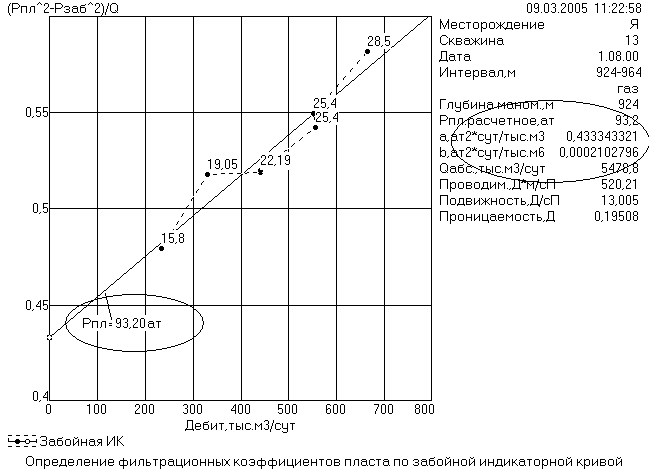 (Рпл^2-Рзаб^2)/Q
09.03.2005 11:22:58
Месторождение Я
Скважина 13
Дата 1.08.00
Интервал,м 924-964
газ
Глубина маном.,м 924
Рпл.расчетное,ат 93,2
a,ат2*сут/тыс.м3 0,433343321
b,ат2*сут/тыс.м6 0,0002102796
Qабс.,тыс.м3/сут 5478,8
Проводим.,Д*м/сП 520,21
Подвижность,Д/сП 13,005
Проницаемость,Д 0,19508
28,5
0,55
25,4
25,4
19,05
22,19
0,5
15,8
0,45
Рпл=93,20ат
0,4
0 100 200 300 400 500 600 700 800
Дебит,тыс.м3/сут
Забойная ИК
Определение фильтрационных коэффициентов пласта по забойной индикаторной кривой